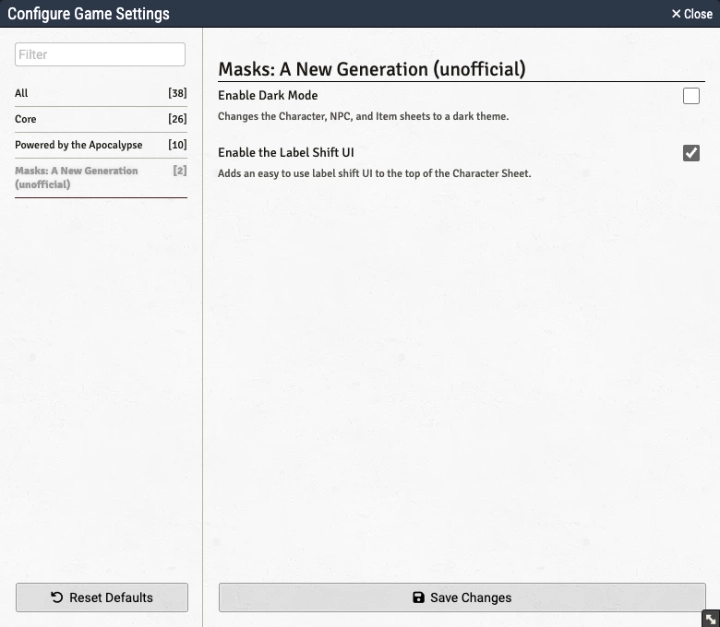 Configure Game Settings
× Close
Filter
All [38]
Core [26]
Powered by the Apocalypse [10]
Masks: A New Generation [2]
(unofficial)
Masks: A New Generation (unofficial)
Enable Dark Mode
Changes the Character, NPC, and Item sheets to a dark theme.
Enable the Label Shift UI
Adds an easy to use label shift UI to the top of the Character Sheet.
Reset Defaults
Save Changes